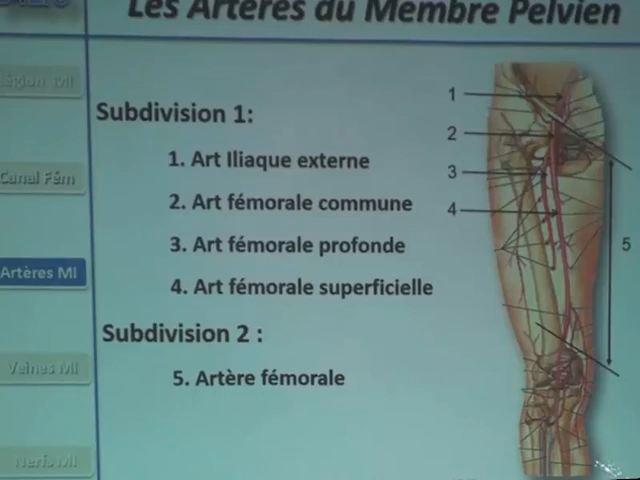 Les Artères du Membre Pelvien
Région MI
Canal Fém
Artères MI
Veines MI
Nerfs MI
Subdivision 1:
1. Art Iliaque externe
2. Art fémorale commune
3. Art fémorale profonde
4. Art fémorale superficielle
Subdivision 2 :
5. Artère fémorale
1
2
3
4
5